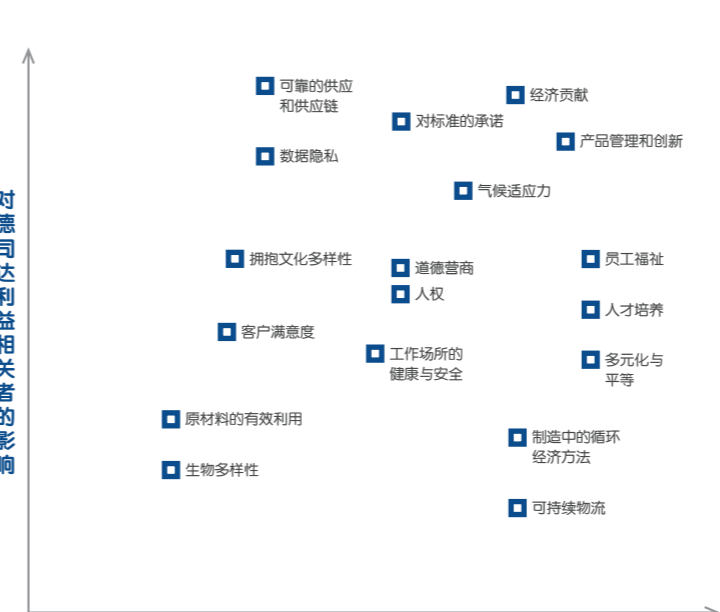 可靠的供应
和供应链
经济贡献
对标准的承诺
产品管理和创新
数据隐私
气候适应力
拥抱文化多样性
道德营商
员工福祉
人权
人才培养
客户满意度
工作场所的
健康与安全
多元化与
平等
原材料的有效利用
制造中的循环
经济方法
生物多样性
可持续物流
对德司达利益相关者的影响